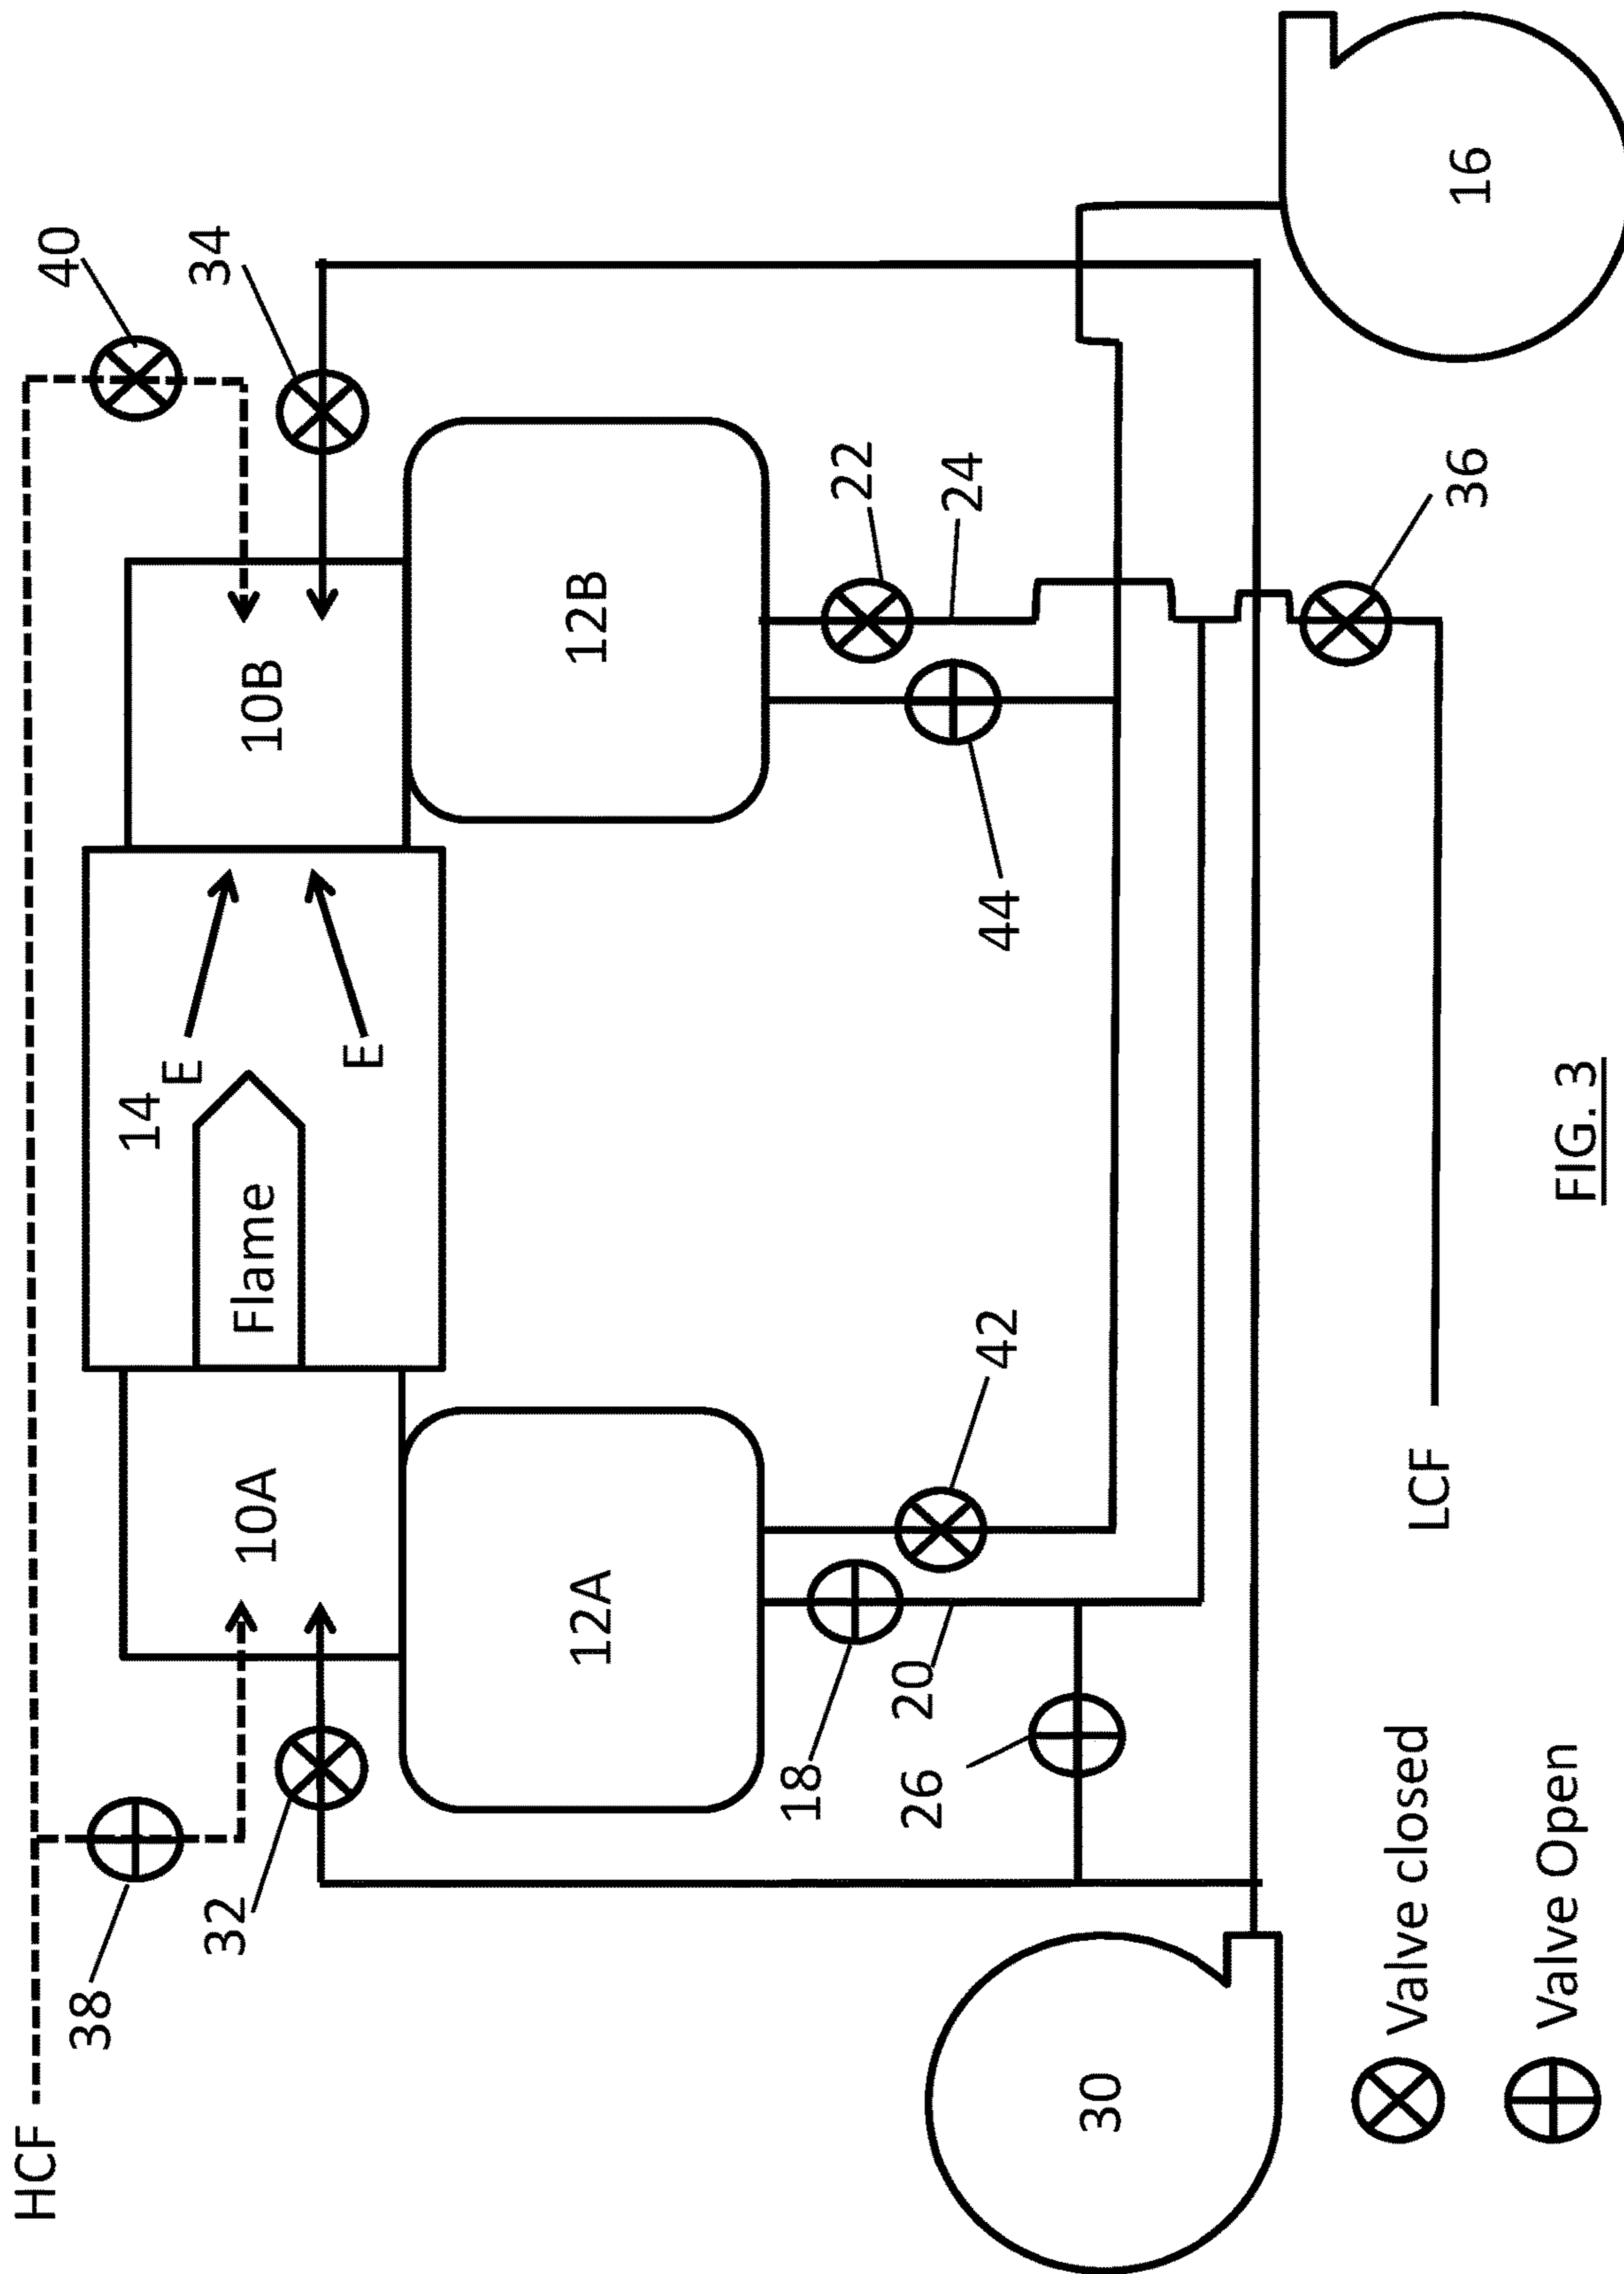 HCF
38
40
32
34
14
E
E
Flame
10A
10B
12A
12B
18
42
20
26
22
24
44
36
30
16
LCF
Valve closed
Valve Open
FIG. 3